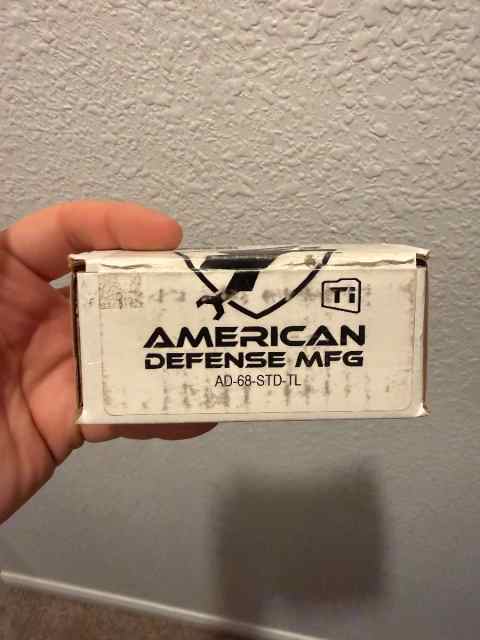 Ti
AMERICAN
DEFENSE MFG
AD-68-STD-TL